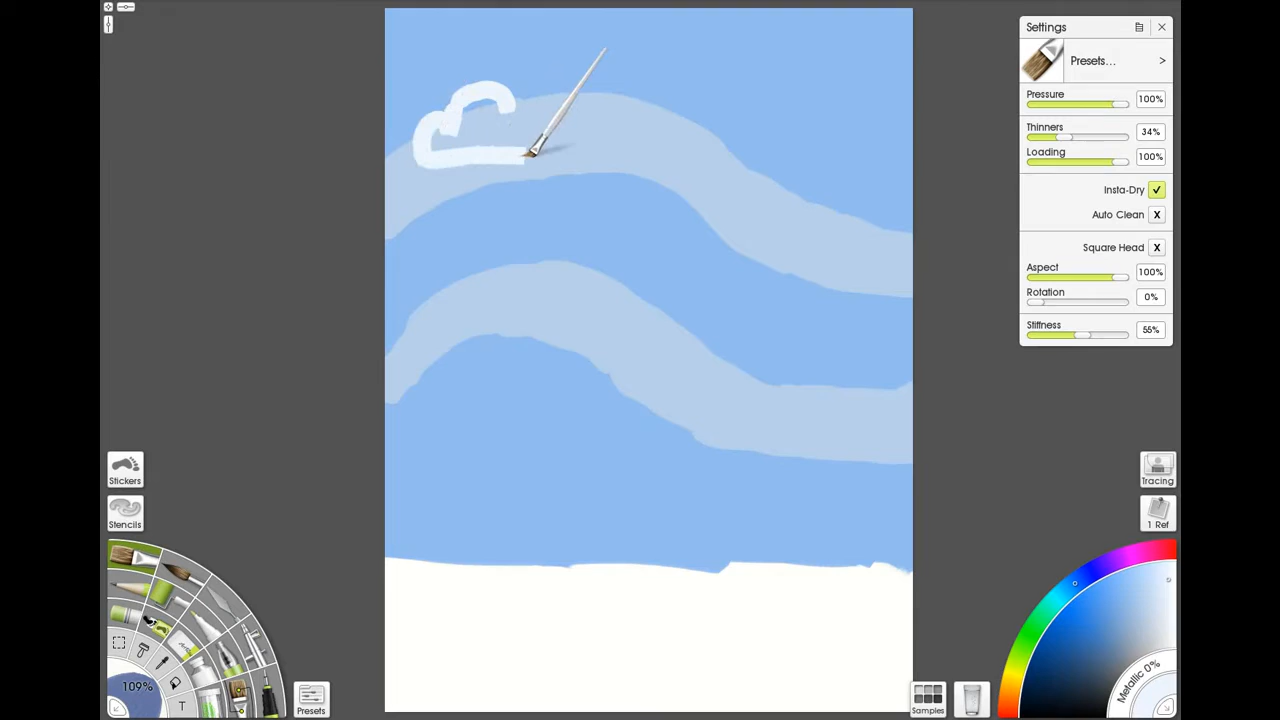 Settings
Presets... >
Pressure 100%
Thinners 34%
Loading 100%
Insta-Dry
Auto Clean X
Square Head X
Aspect 100%
Rotation 0%
Stiffness 55%
Stickers
Stencils
Tracing
1 Ref
109%
T
Presets
Samples
Metallic 0%